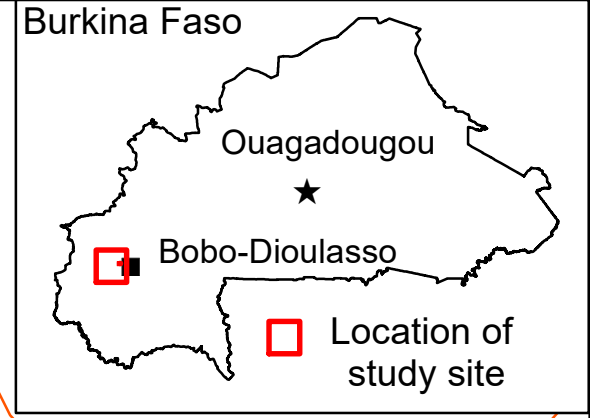 Burkina Faso
Ouagadougou
Bobo-Dioulasso
Location of
study site